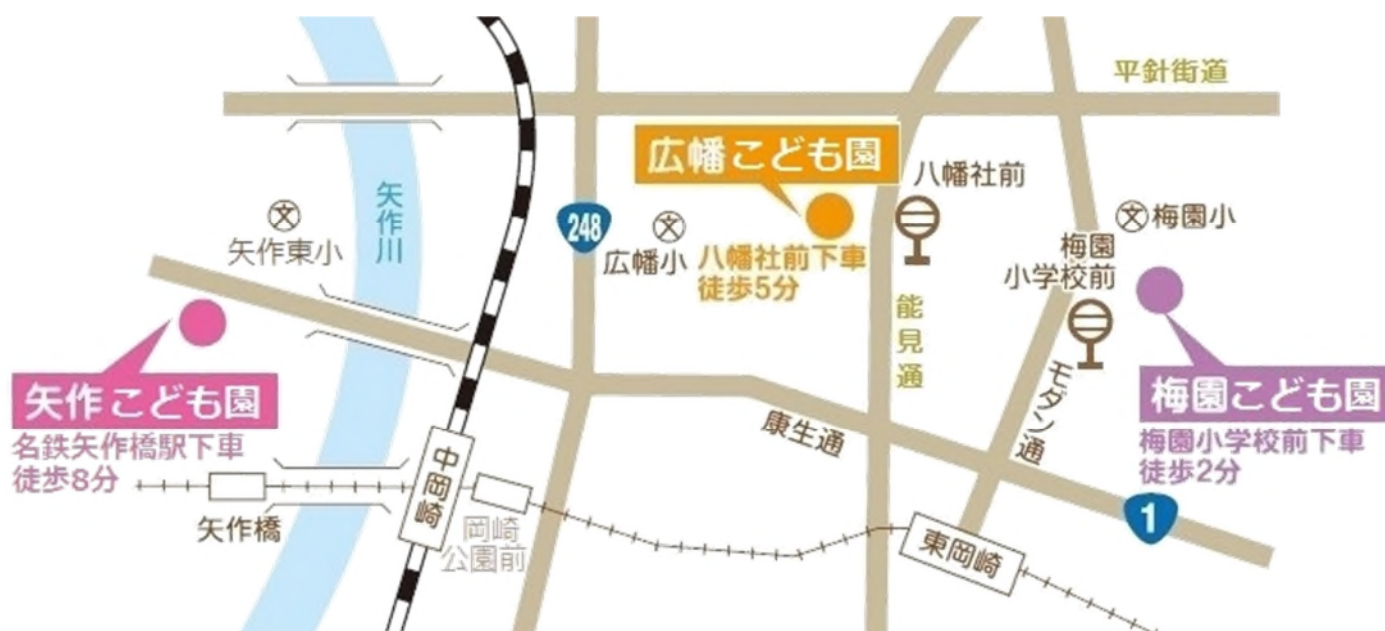 平針街道
広幡こども園
八幡社前
矢作川
文
矢作東小
248
文
広幡小
八幡社前下車
徒歩5分
文
梅園小
梅園
小学校前
能見通
矢作こども園
名鉄矢作橋駅下車
徒歩8分
モダン通
梅園こども園
梅園小学校前下車
徒歩2分
康生通
中岡崎
矢作橋
岡崎
公園前
東岡崎
1